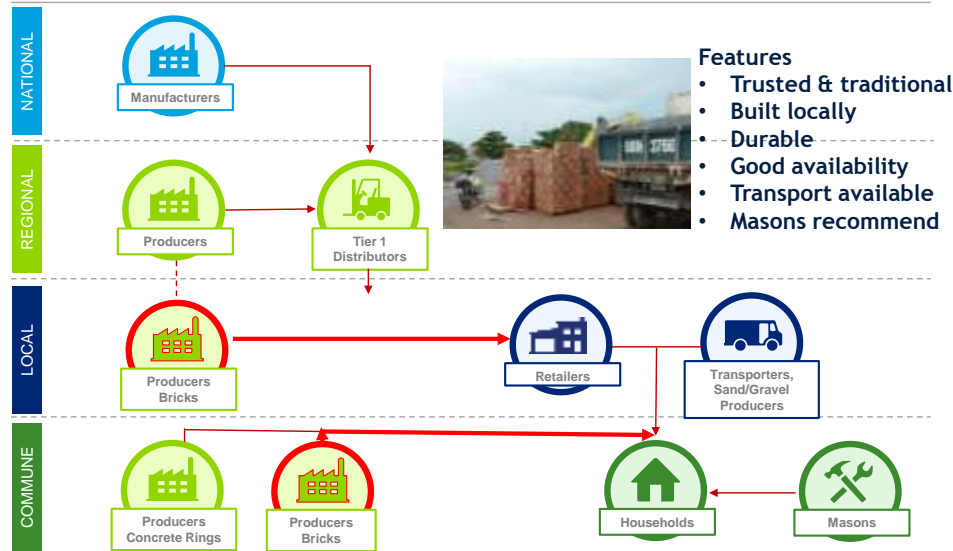 NATIONAL
Manufacturers
Features
• Trusted & traditional
• Built locally
• Durable
• Good availability
• Transport available
• Masons recommend
REGIONAL
Producers
Tier 1
Distributors
LOCAL
Producers
Bricks
Retailers
Transporters,
Sand/Gravel
Producers
COMMUNE
Producers
Concrete Rings
Producers
Bricks
Households
Masons